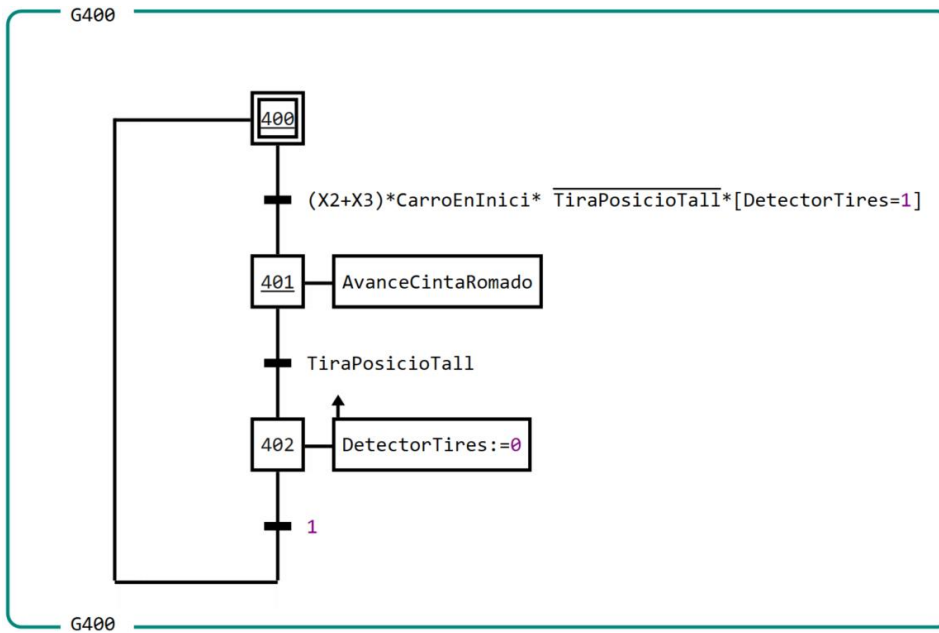 G400
400
(X2+X3)*CarroEnInici* TiraPosicioTall*[DetectorTires=1]
401 AvanceCintaRomado
TiraPosicioTall
402 DetectorTires:=0
1
G400